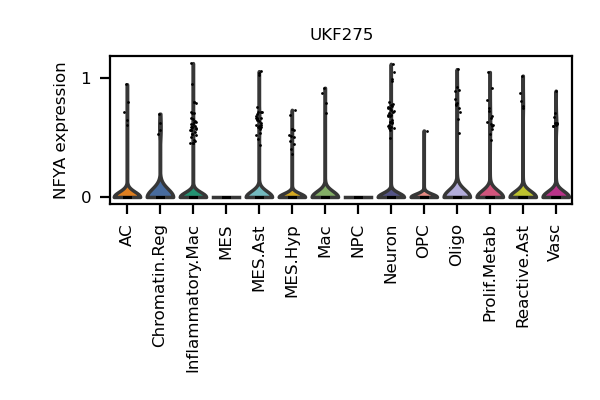 UKF275
NFYA expression
1
0
AC
Chromatin.Reg
Inflammatory.Mac
MES
MES.Ast
MES.Hyp
Mac
NPC
Neuron
OPC
Oligo
Prolif.Metab
Reactive.Ast
Vasc